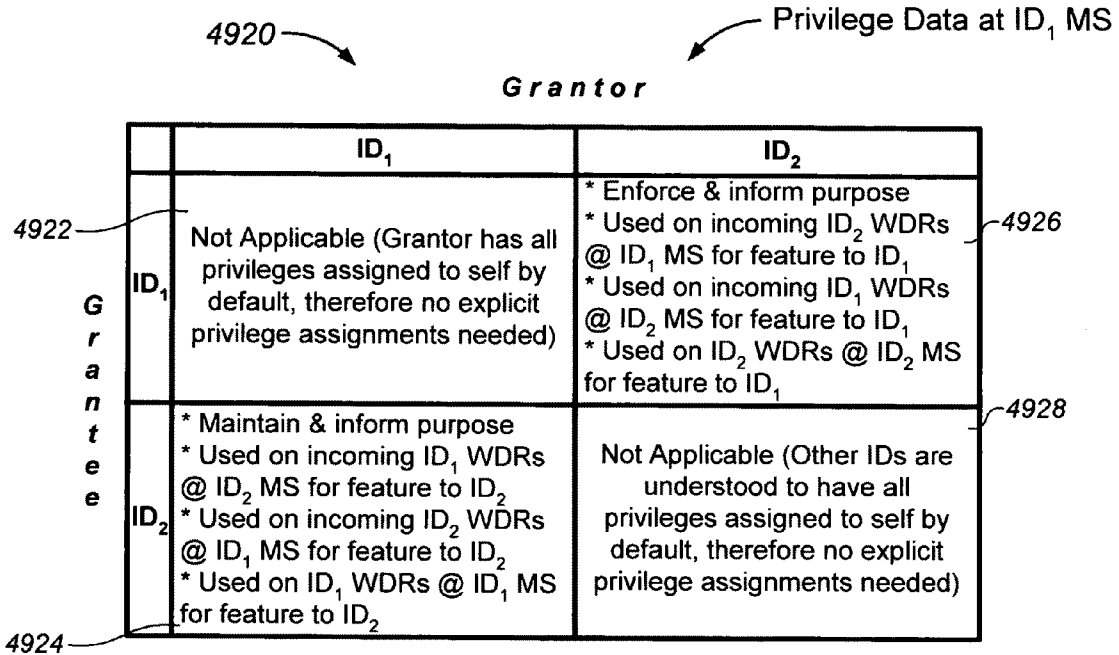 4920
Privilege Data at ID₁ MS
Grantor
ID₁
ID₂
4922
Not Applicable (Grantor has all
privileges assigned to self by
default, therefore no explicit
privilege assignments needed)
* Enforce & inform purpose
* Used on incoming ID₂ WDRs
@ ID₁ MS for feature to ID₁
* Used on incoming ID₁ WDRs
@ ID₂ MS for feature to ID₁
* Used on ID₂ WDRs @ ID₂ MS
for feature to ID₁
4926
Grantee
ID₁
ID₂
* Maintain & inform purpose
* Used on incoming ID₁ WDRs
@ ID₂ MS for feature to ID₂
* Used on incoming ID₂ WDRs
@ ID₁ MS for feature to ID₂
* Used on ID₁ WDRs @ ID₁ MS
for feature to ID₂
4924
Not Applicable (Other IDs are
understood to have all
privileges assigned to self by
default, therefore no explicit
privilege assignments needed)
4928